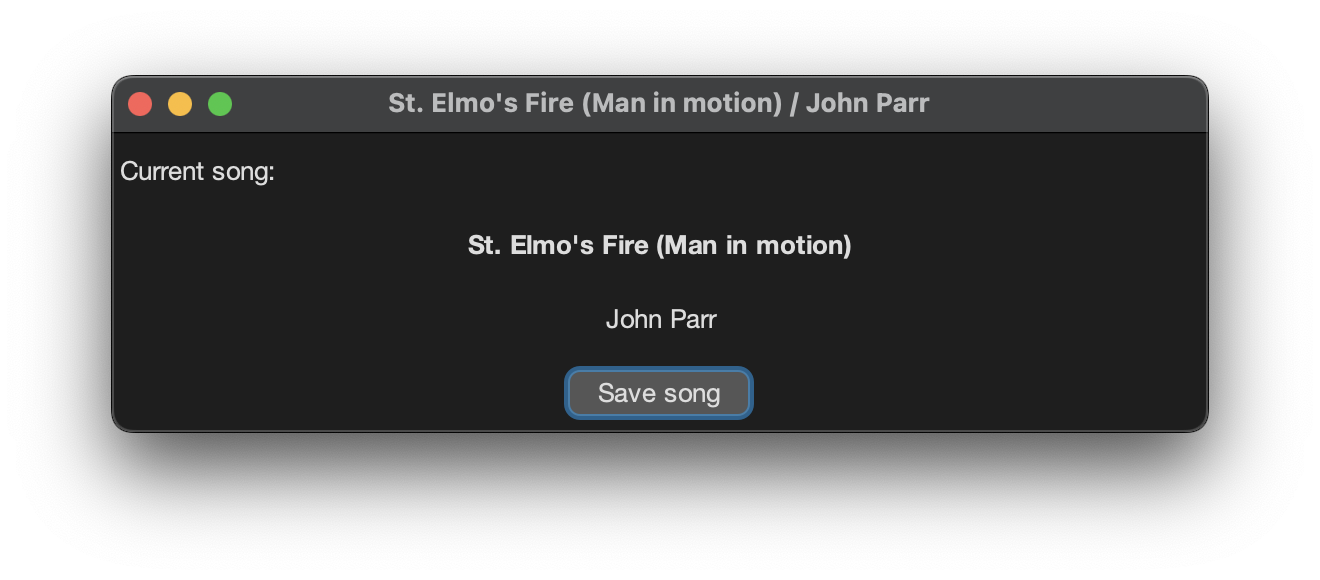 St. Elmo's Fire (Man in motion) / John Parr
Current song:
St. Elmo's Fire (Man in motion)
John Parr
Save song